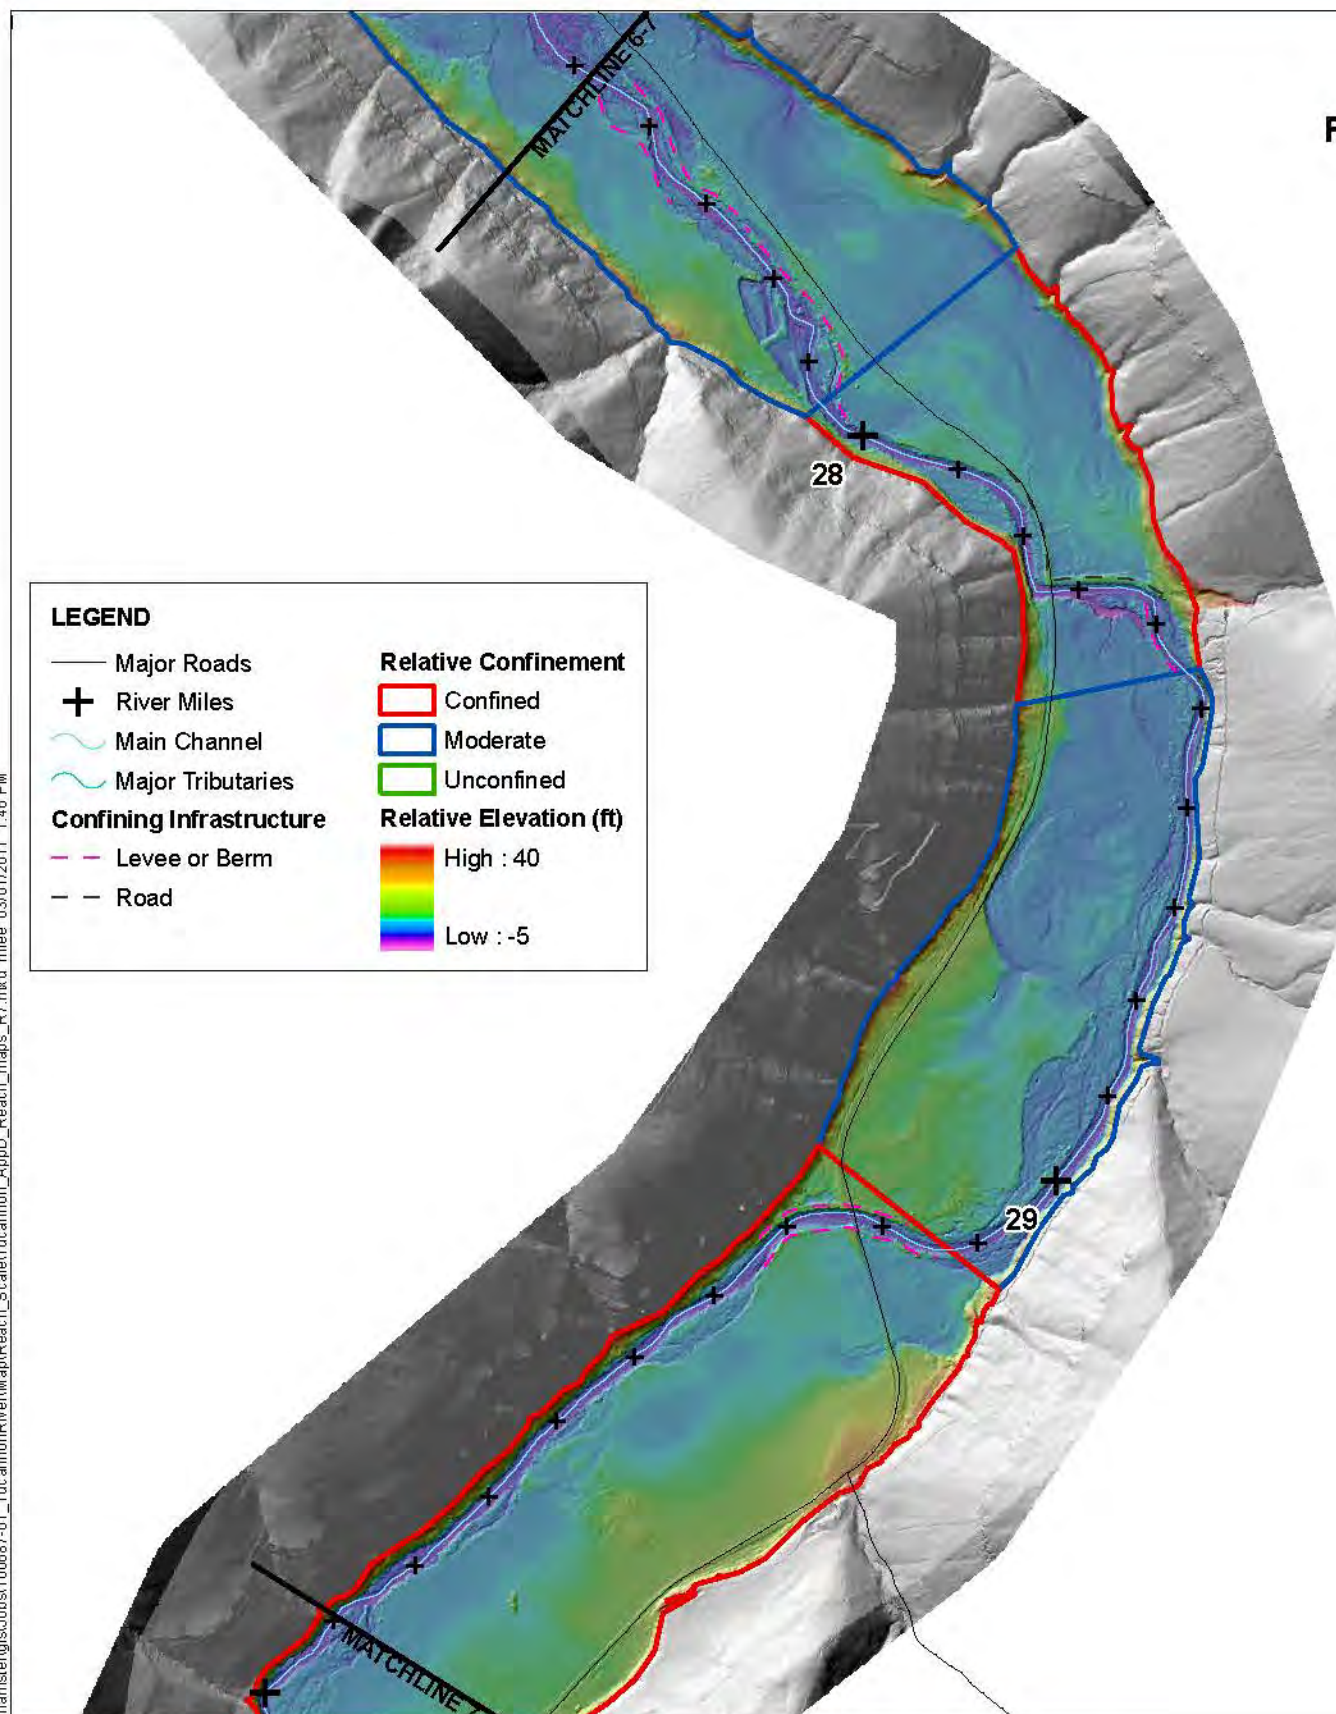 MATCHLINE 6-7
28
LEGEND
Major Roads
River Miles
Main Channel
Major Tributaries
Confining Infrastructure
Levee or Berm
Road
Relative Confinement
Confined
Moderate
Unconfined
Relative Elevation (ft)
High : 40
Low : -5
29
MATCHLINE